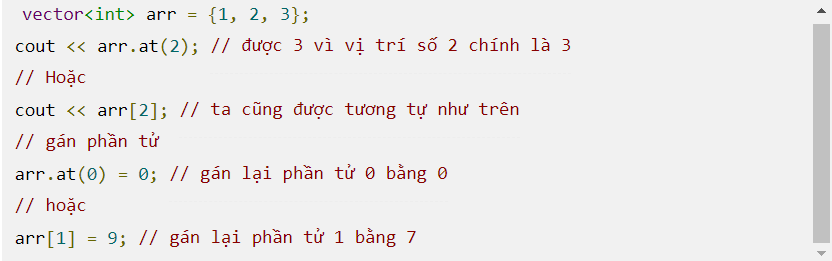 vector<int> arr = {1, 2, 3};
cout << arr.at(2); // được 3 vì vị trí số 2 chính là 3
// Hoặc
cout << arr[2]; // ta cũng được tương tự như trên
// gán phần tử
arr.at(0) = 0; // gán lại phần tử 0 bằng 0
// hoặc
arr[1] = 9; // gán lại phần tử 1 bằng 7